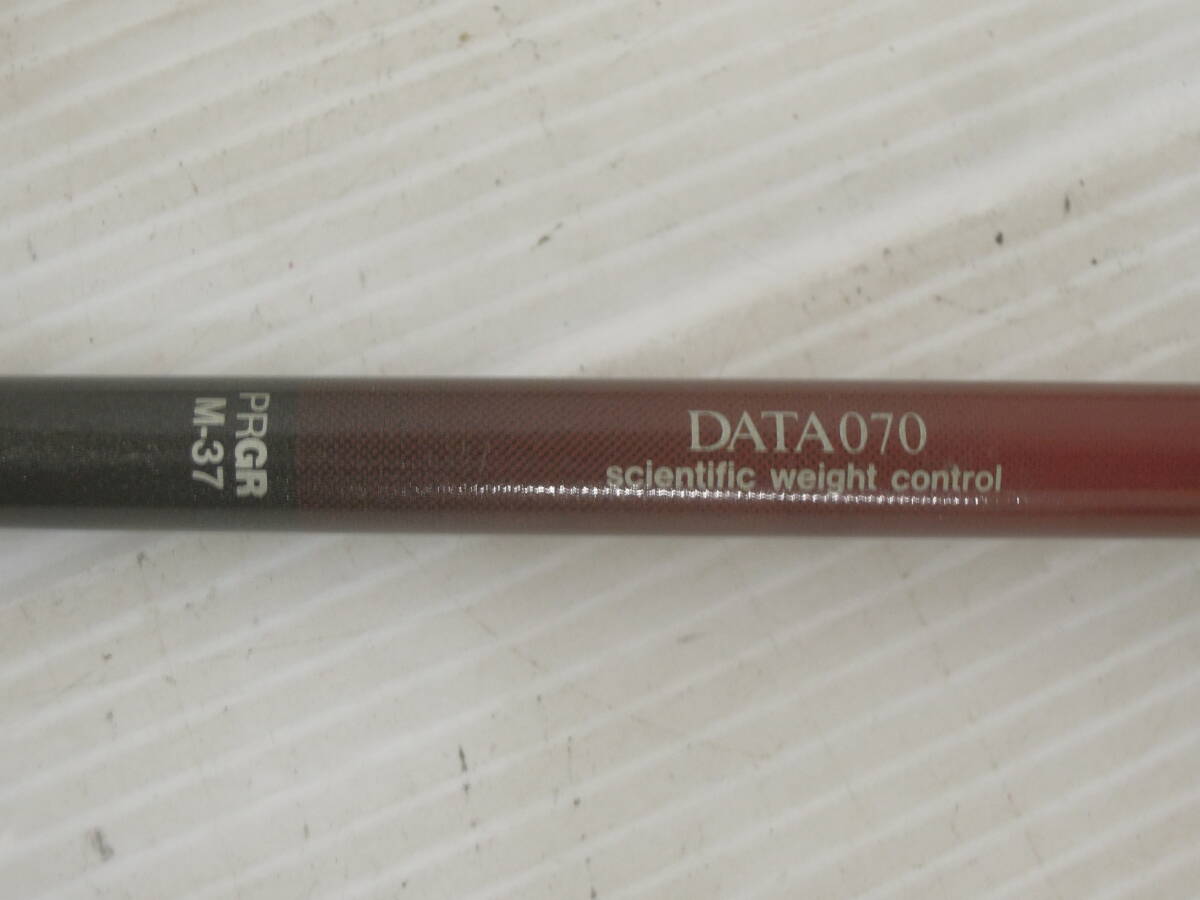 PRGR
M-37
DATA070
scientific weight control